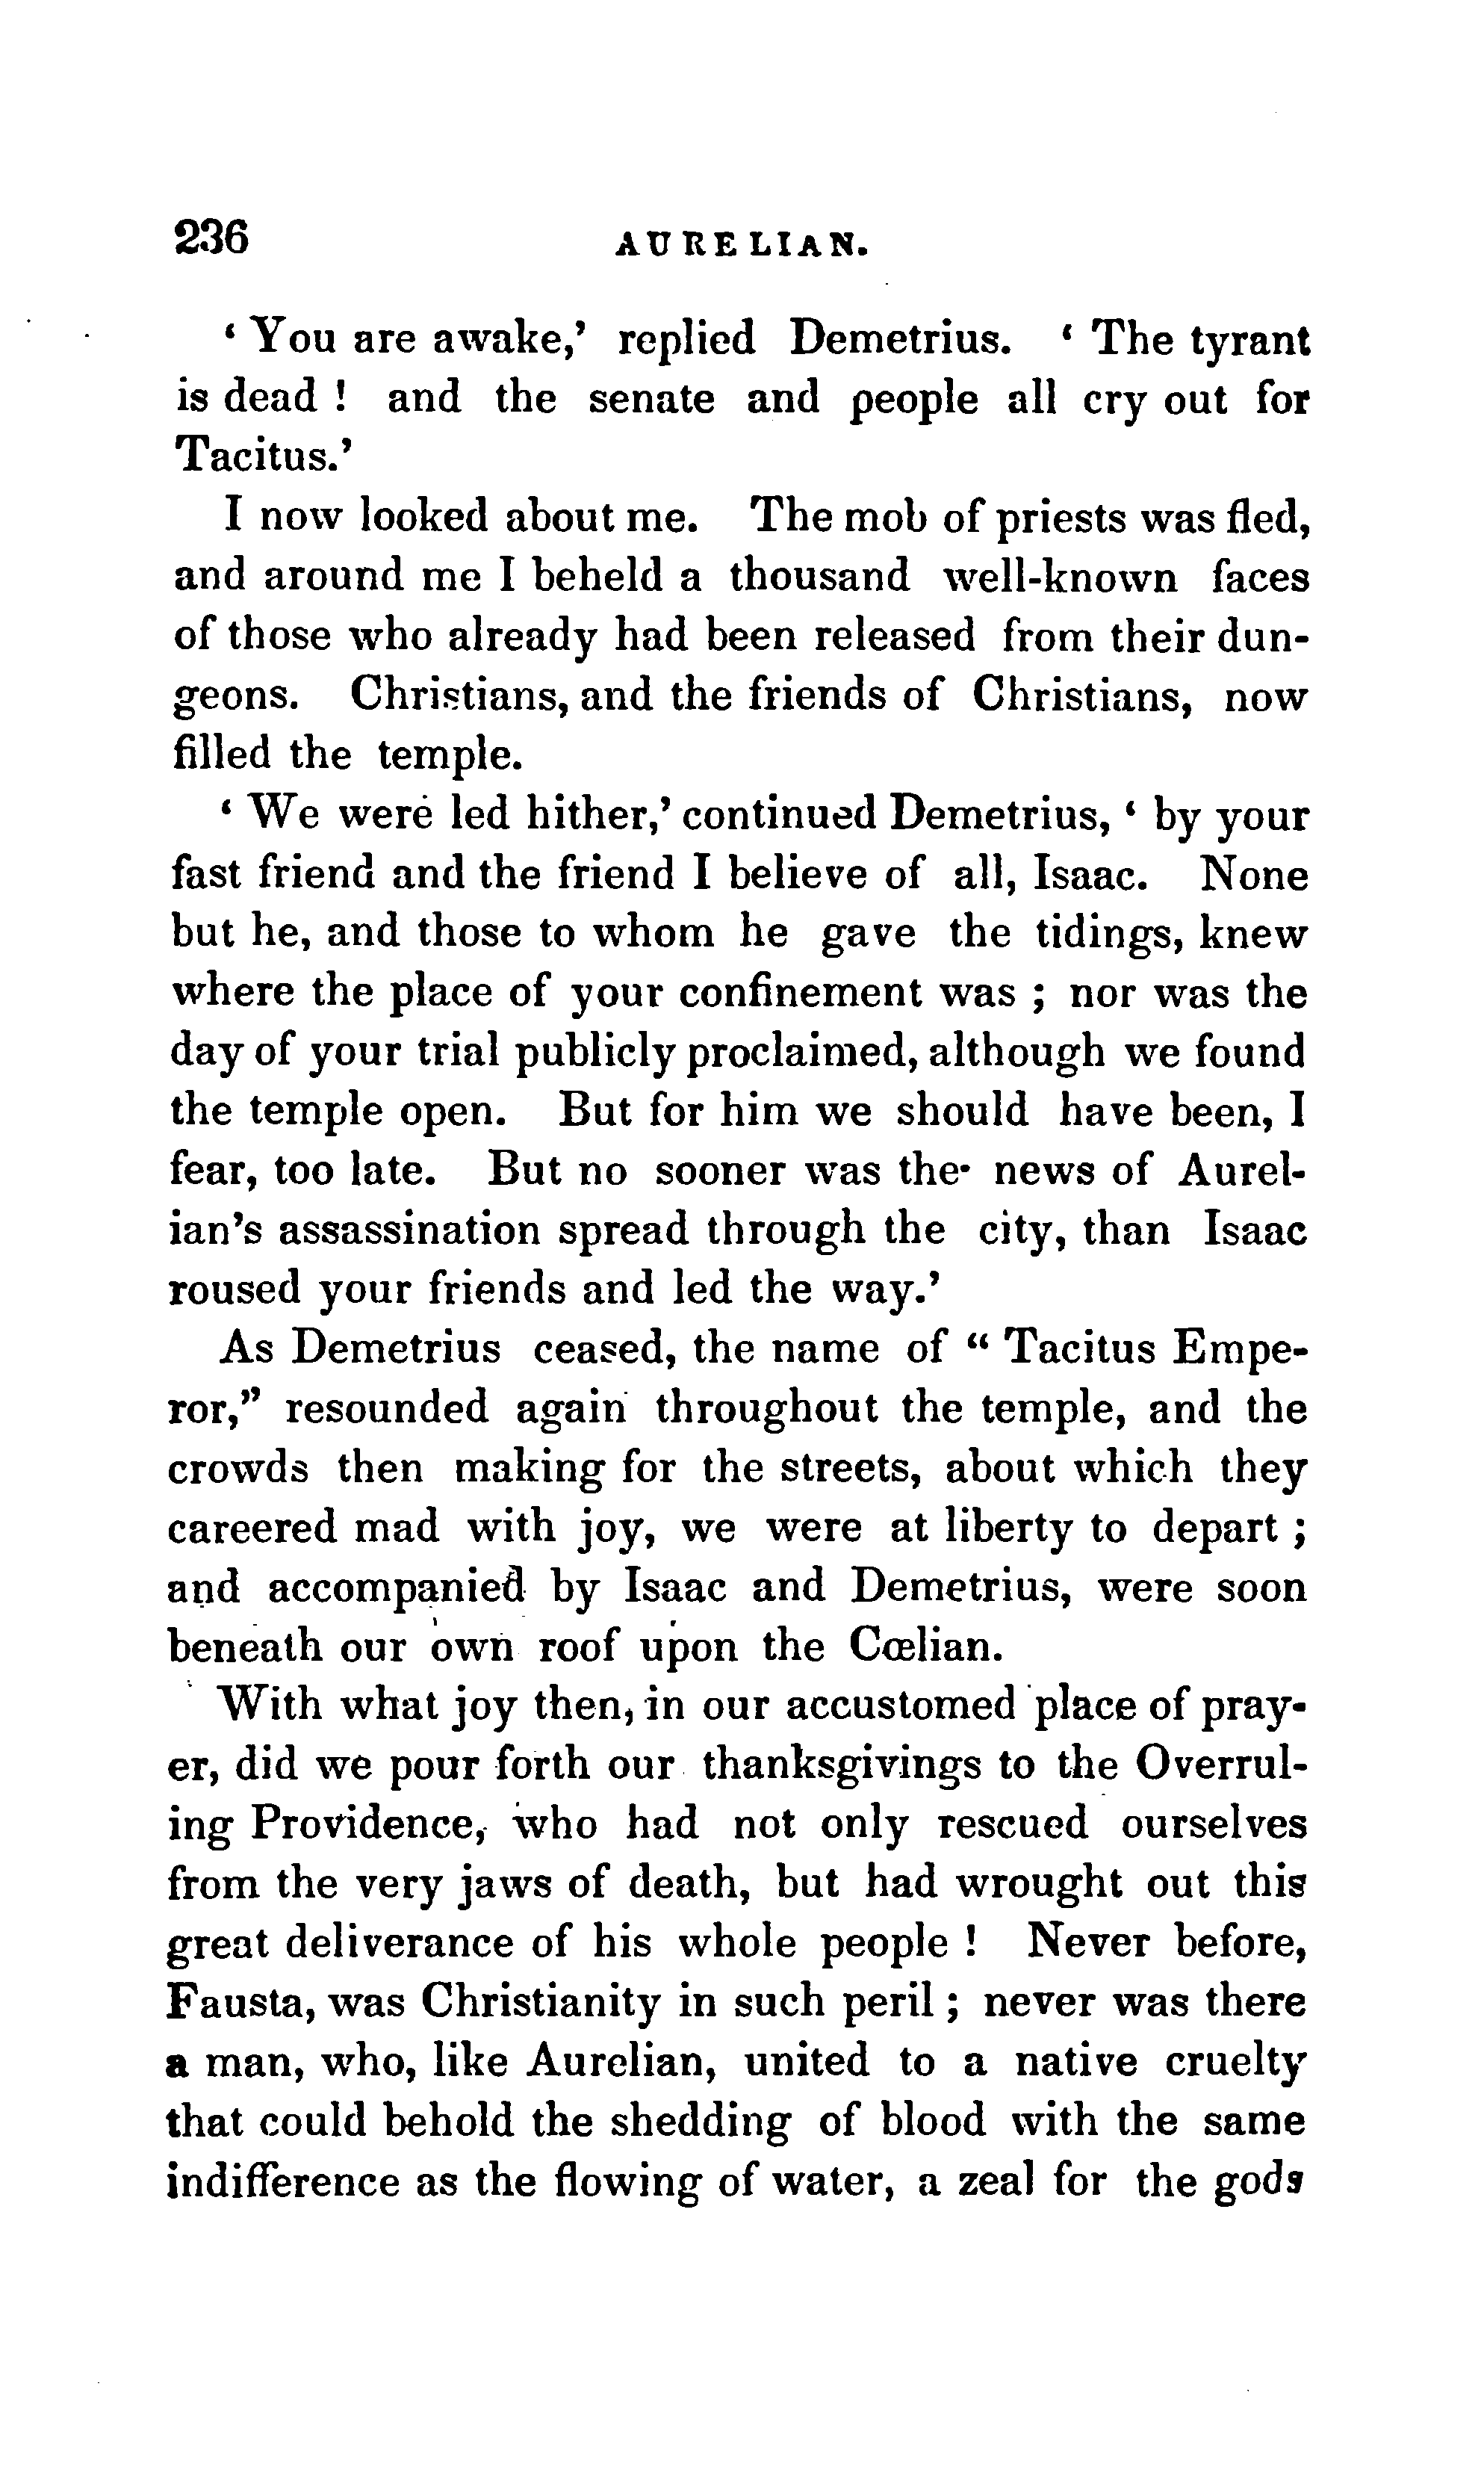 236 AURELIAN.
‘ You are awake,’ replied Demetrius. ‘ The tyrant
is dead ! and the senate and people all cry out for
Tacitus.’
I now looked about me. The mob of priests was fled,
and around me I beheld a thousand well-known faces
of those who already had been released from their dun-
geons. Christians, and the friends of Christians, now
filled the temple.
‘ We were led hither,’ continued Demetrius, ‘ by your
fast friend and the friend I believe of all, Isaac. None
but he, and those to whom he gave the tidings, knew
where the place of your confinement was ; nor was the
day of your trial publicly proclaimed, although we found
the temple open. But for him we should have been, I
fear, too late. But no sooner was the news of Aurel-
ian’s assassination spread through the city, than Isaac
roused your friends and led the way.’
As Demetrius ceased, the name of “ Tacitus Empe-
ror,” resounded again throughout the temple, and the
crowds then making for the streets, about which they
careered mad with joy, we were at liberty to depart ;
and accompanied by Isaac and Demetrius, were soon
beneath our own roof upon the Cœlian.
With what joy then, in our accustomed place of pray-
er, did we pour forth our thanksgivings to the Overrul-
ing Providence, who had not only rescued ourselves
from the very jaws of death, but had wrought out this
great deliverance of his whole people ! Never before,
Fausta, was Christianity in such peril ; never was there
a man, who, like Aurelian, united to a native cruelty
that could behold the shedding of blood with the same
indifference as the flowing of water, a zeal for the gods